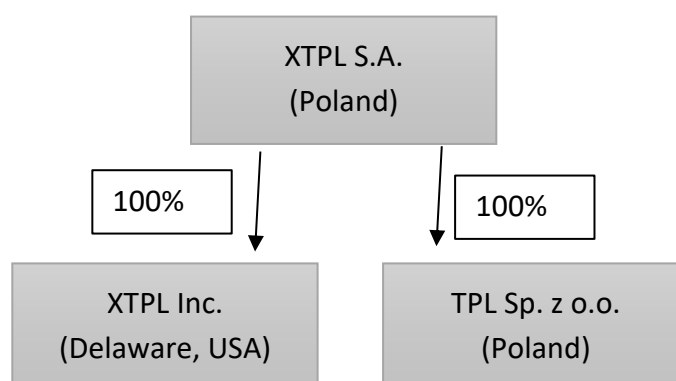 XTPL S.A.
(Poland)
100%
100%
XTPL Inc.
(Delaware, USA)
TPL Sp. z o.o.
(Poland)